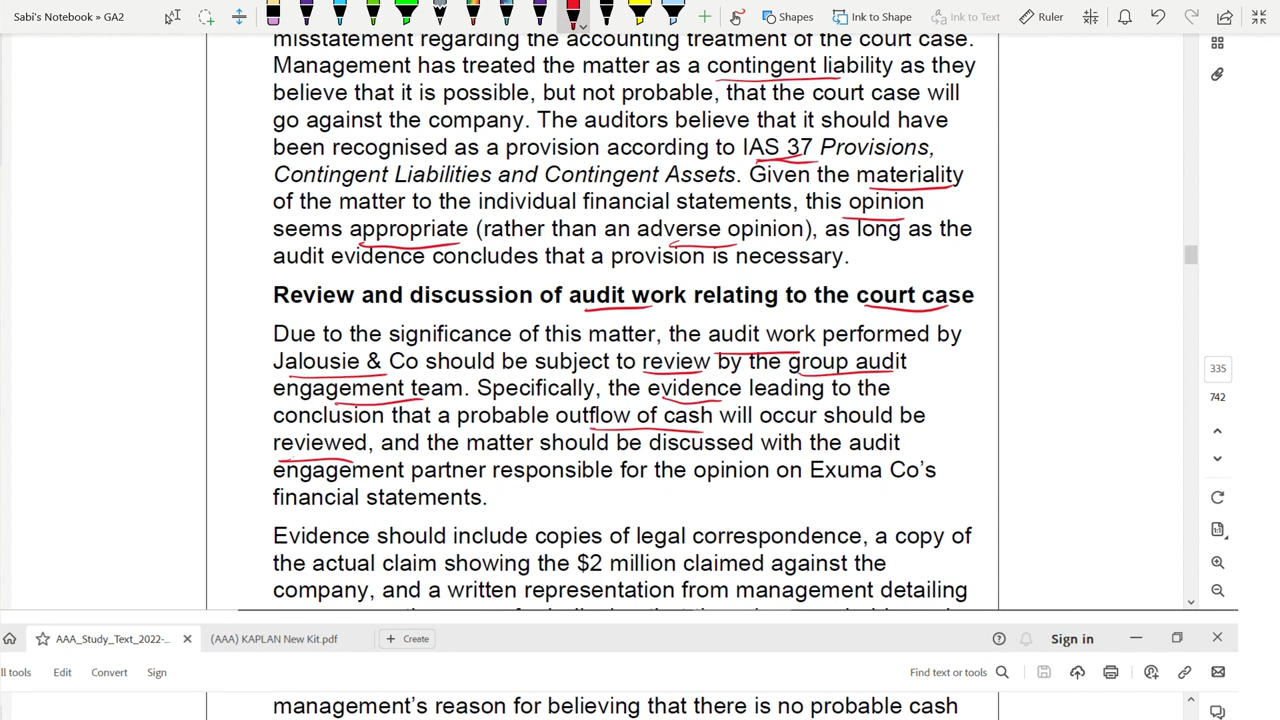 Sabi's Notebook » GA2
Shapes
Ink to Shape
Ink to Text
Ruler
misstatement regarding the accounting treatment of the court case.
Management has treated the matter as a contingent liability as they
believe that it is possible, but not probable, that the court case will
go against the company. The auditors believe that it should have
been recognised as a provision according to IAS 37 Provisions,
Contingent Liabilities and Contingent Assets. Given the materiality
of the matter to the individual financial statements, this opinion
seems appropriate (rather than an adverse opinion), as long as the
audit evidence concludes that a provision is necessary.
Review and discussion of audit work relating to the court case
Due to the significance of this matter, the audit work performed by
Jalousie & Co should be subject to review by the group audit
engagement team. Specifically, the evidence leading to the
conclusion that a probable outflow of cash will occur should be
reviewed, and the matter should be discussed with the audit
engagement partner responsible for the opinion on Exuma Co's
financial statements.
Evidence should include copies of legal correspondence, a copy of
the actual claim showing the $2 million claimed against the
company, and a written representation from management detailing
335
742
AAA_Study_Text_2022-...
(AAA) KAPLAN New Kit.pdf
Create
Sign in
ll tools
Edit
Convert
Sign
Find text or tools
management's reason for believing that there is no probable cash